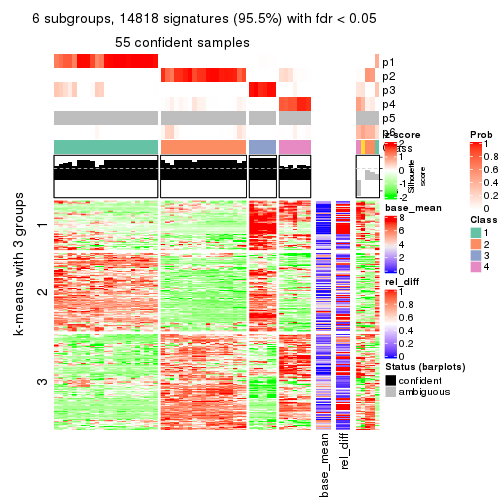 6 subgroups, 14818 signatures (95.5%) with fdr < 0.05
55 confident samples
p1
p2
p3
p4
p5
p6
Class
Silhouette
score
k-means with 3 groups
1
2
3
base_mean
rel_diff
z-score
2
-2
base_mean
8
6
4
2
0
rel_diff
1
0.8
0.6
0.4
0.2
0
Status (barplots)
confident
ambiguous
Prob
1
0.8
0.6
0.4
0.2
0
Class
1
2
3
4